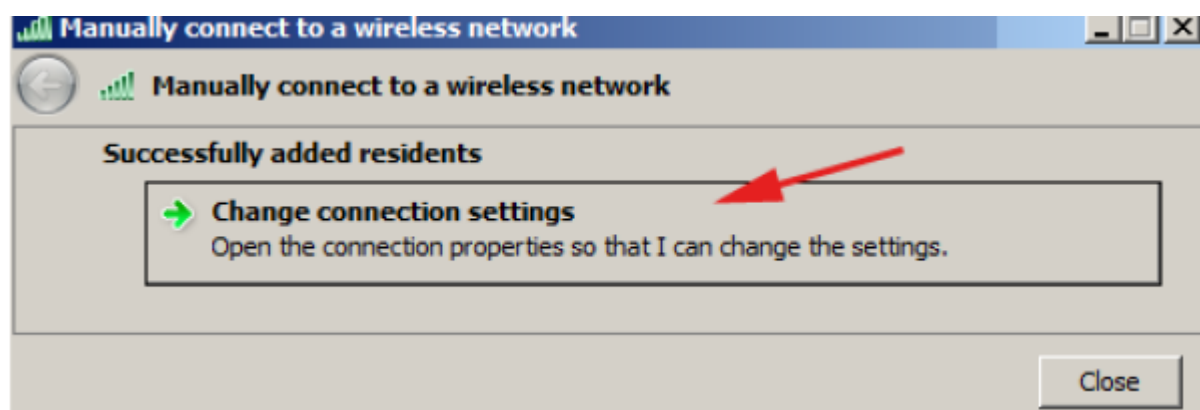 Manually connect to a wireless network
Manually connect to a wireless network
Successfully added residents
Change connection settings
Open the connection properties so that I can change the settings.
Close